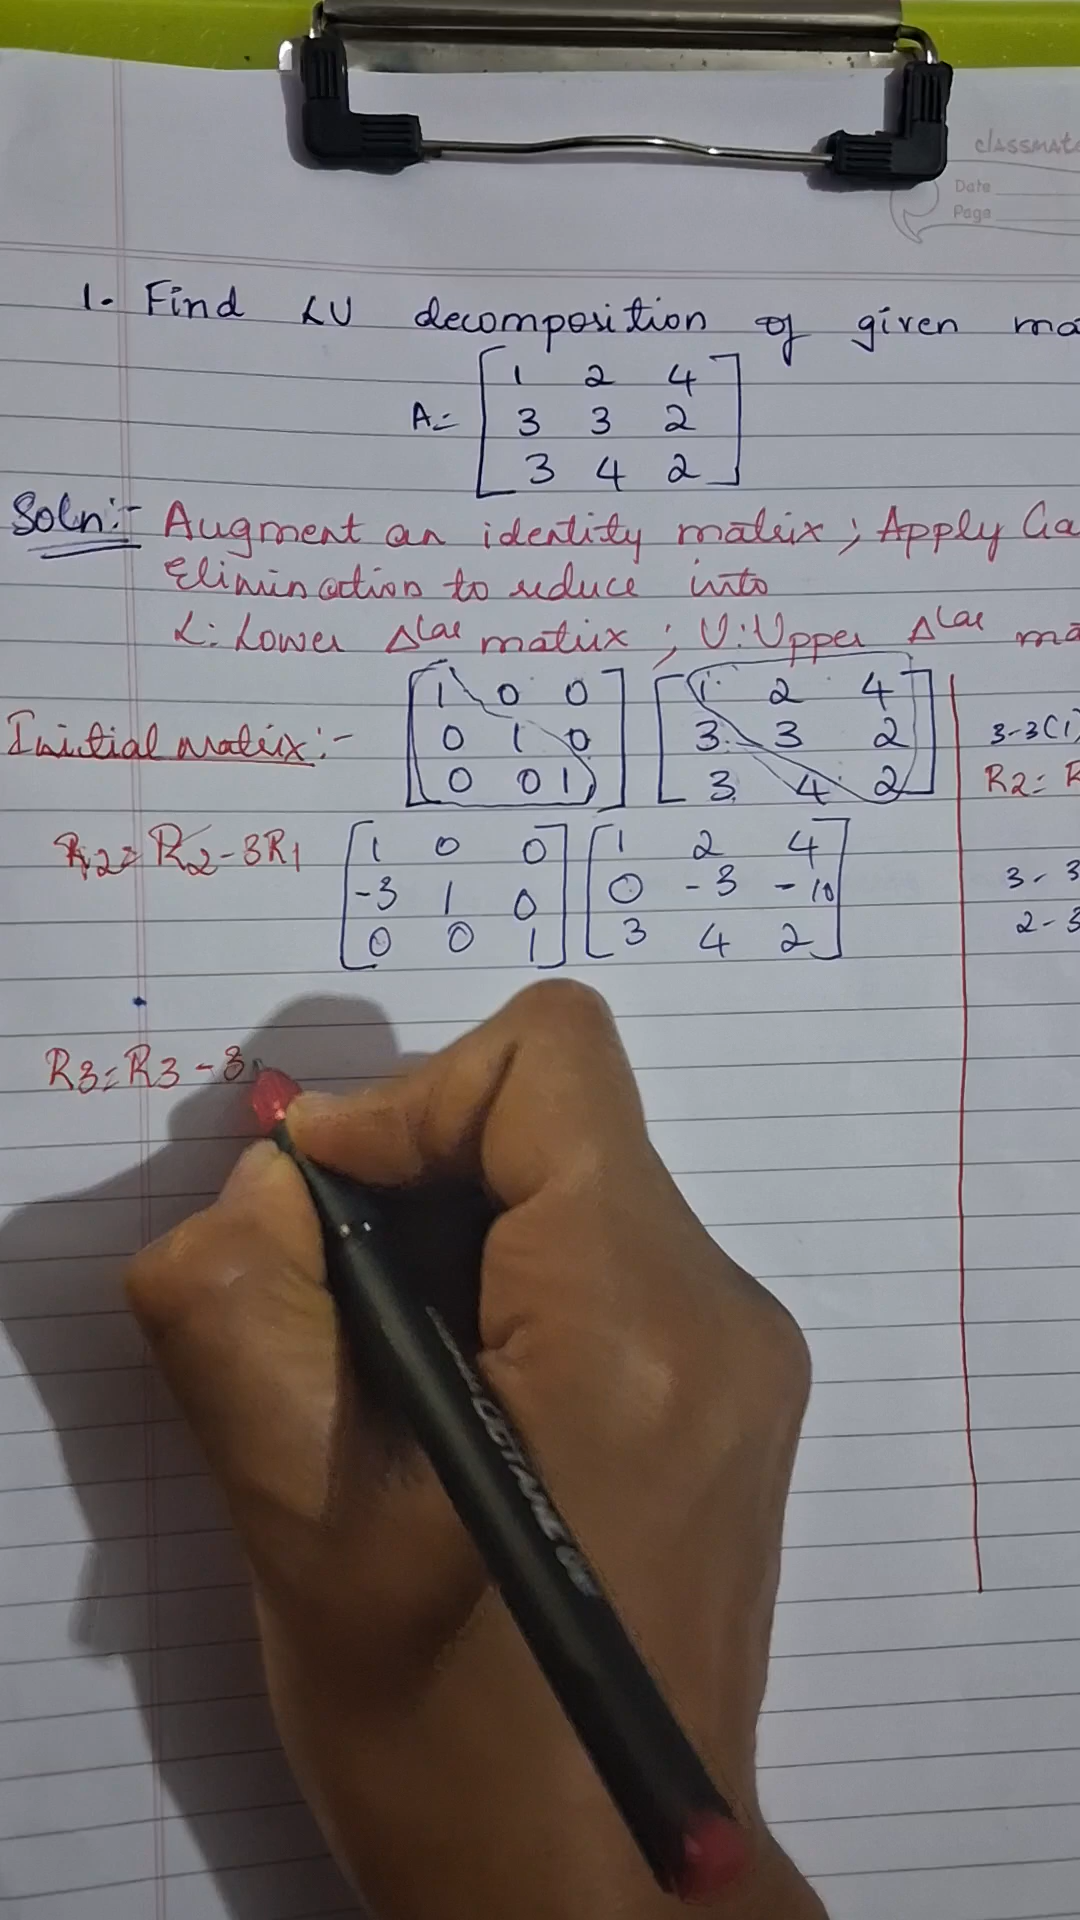 classmate
Date
Page
1. Find LU decomposition of given ma
A= [1 2 4
3 3 2
3 4 2]
Soln:- Augment an identity matrix; Apply Ga
Elimination to reduce into
L: Lower Δlar matrix ; U: Upper Δlar ma
Initial matrix:- [1 0 0 [1 2 4
0 1 0 3 3 2
0 0 1] 3 4 2]
3-3(1)
R2=
R2=R2-3R1 [1 0 0 [1 2 4
-3 1 0 0 -3 -10
0 0 1] 3 4 2]
3-3
2-3
R3=R3-3